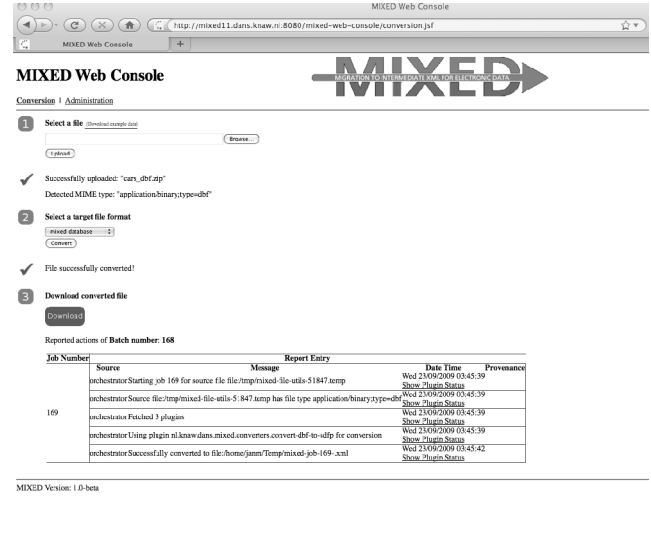 MIXED Web Console
http://mixed11.dans.knaw.nl:8080/mixed-web-console/conversion.jsf
MIXED Web Console +
MIXED Web Console
MIXED
MIGRATION TO INTERMEDIATE XML FOR ELECTRONIC DATA
Conversion | Administration
1 Select a file (Download example data)
Browse...
Upload
Successfully uploaded: "cars_dbf.zip"
Detected MIME type: "application/binary;type=dbf"
2 Select a target file format
mixed database
Convert
File successfully converted!
3 Download converted file
Download
Reported actions of Batch number: 168
Job Number Report Entry
Source Message Date Time Provenance
169
orchestrator Starting job 169 for source file file:/tmp/mixed-file-utils-51847.temp Wed 23/09/2009 03:45:39
Show Plugin Status
orchestrator Source file:/tmp/mixed-file-utils-51847.temp has file type application/binary;type=dbf Wed 23/09/2009 03:45:39
Show Plugin Status
orchestrator Fetched 3 plugins Wed 23/09/2009 03:45:39
Show Plugin Status
orchestrator Using plugin nl.knaw.dans.mixed.converters.convert-dbf-to-sdfp for conversion Wed 23/09/2009 03:45:39
Show Plugin Status
orchestrator Successfully converted to file:/home/janm/Temp/mixed-job-169-.xml Wed 23/09/2009 03:45:42
Show Plugin Status
MIXED Version: 1.0-beta